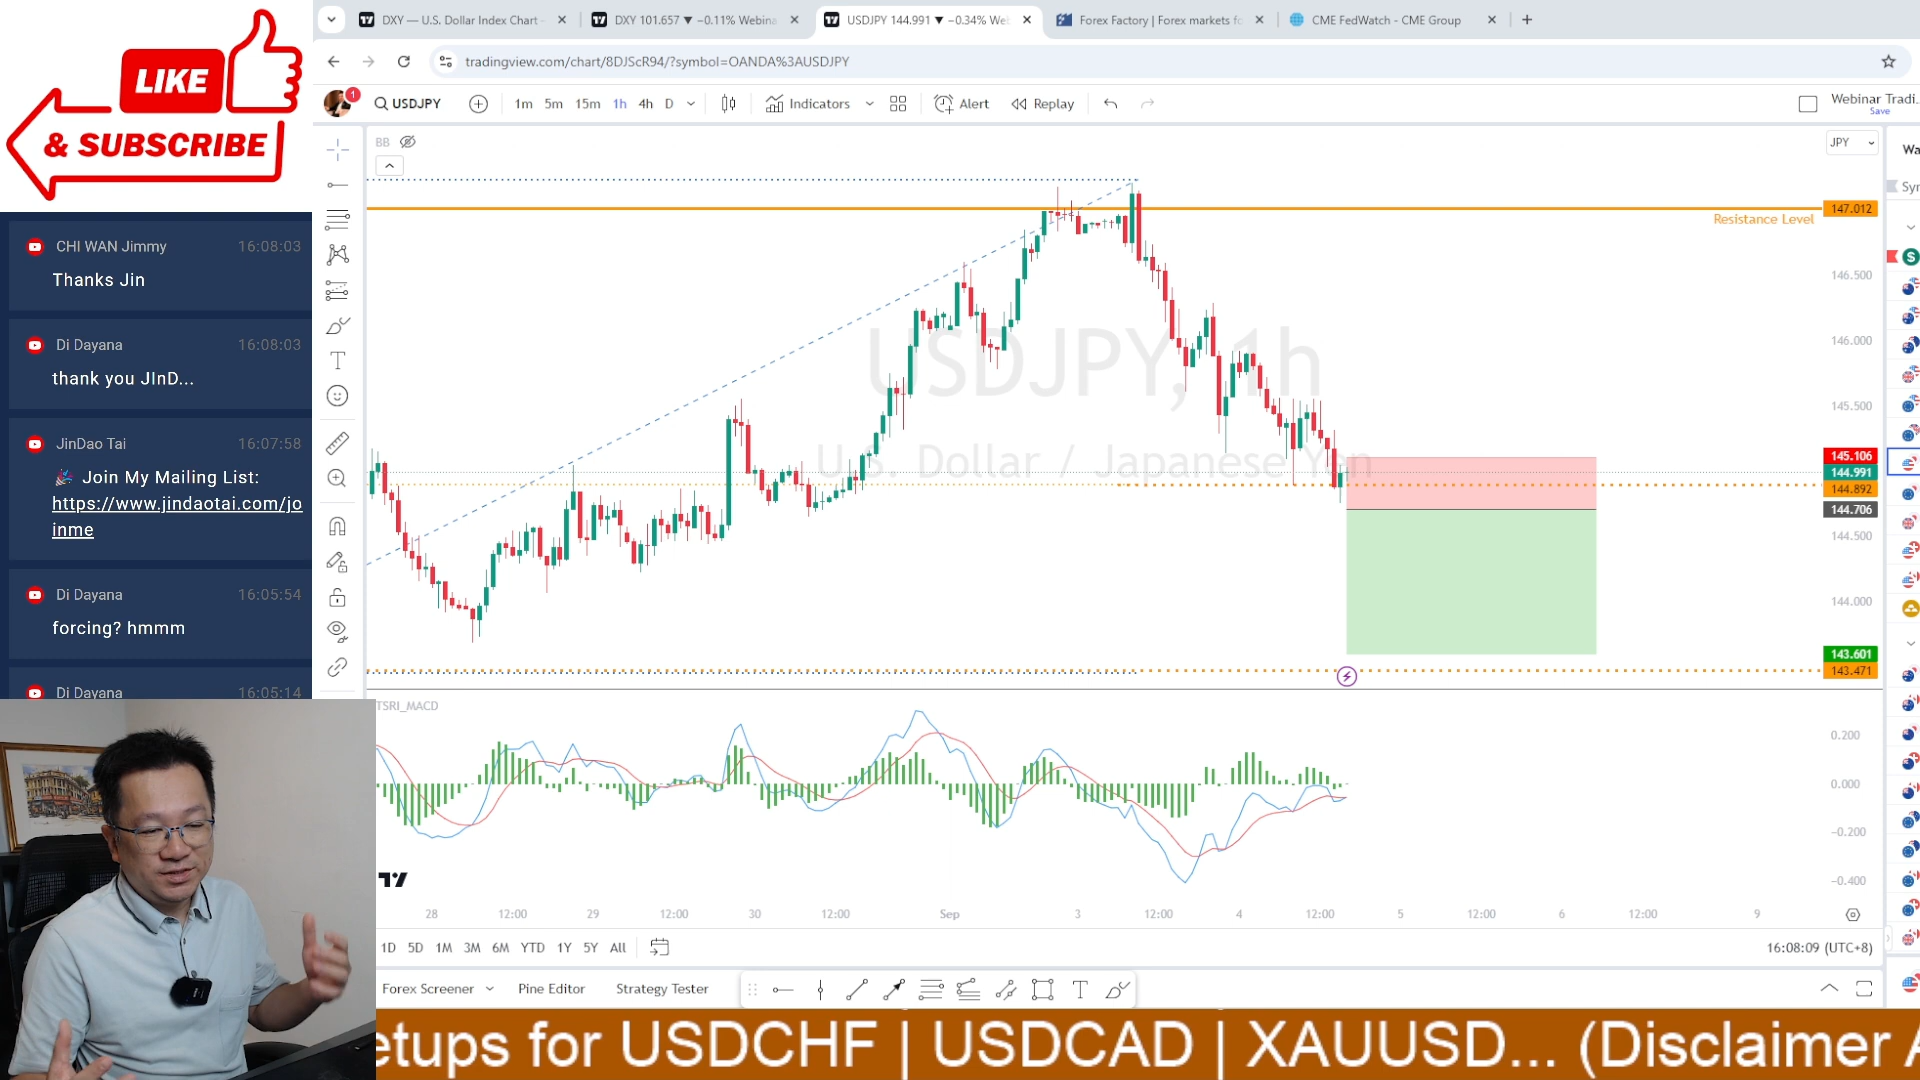 LIKE
& SUBSCRIBE
CHI WAN Jimmy 16:08:03
Thanks Jin
Di Dayana 16:08:03
thank you JInD...
JinDao Tai 16:07:58
🎉 Join My Mailing List:
https://www.jindaotai.com/jo
inme
Di Dayana 16:05:54
forcing? hmmm
Di Dayana 16:05:14
DXY — U.S. Dollar Index Chart
DXY 101.657 ▼ −0.11% Webina
USDJPY 144.991 ▼ −0.34% We
Forex Factory | Forex markets fo
CME FedWatch - CME Group
tradingview.com/chart/8DJScR94/?symbol=OANDA%3AUSDJPY
1
USDJPY
1m 5m 15m 1h 4h D
Indicators
Alert
Replay
Webinar Tradi..
Save
BB
JPY
Wa
Syr
USDJPY, 1h
U.S. Dollar / Japanese Yen
Resistance Level
147.012
146.500
146.000
145.500
145.106
144.991
144.892
144.706
144.500
144.000
143.601
143.471
TSRI_MACD
0.200
0.000
−0.200
−0.400
28 12:00 29 12:00 30 12:00 Sep 3 12:00 4 12:00 5 12:00 6 12:00 9
1D 5D 1M 3M 6M YTD 1Y 5Y All
16:08:09 (UTC+8)
Forex Screener
Pine Editor
Strategy Tester
etups for USDCHF | USDCAD | XAUUSD... (Disclaimer A